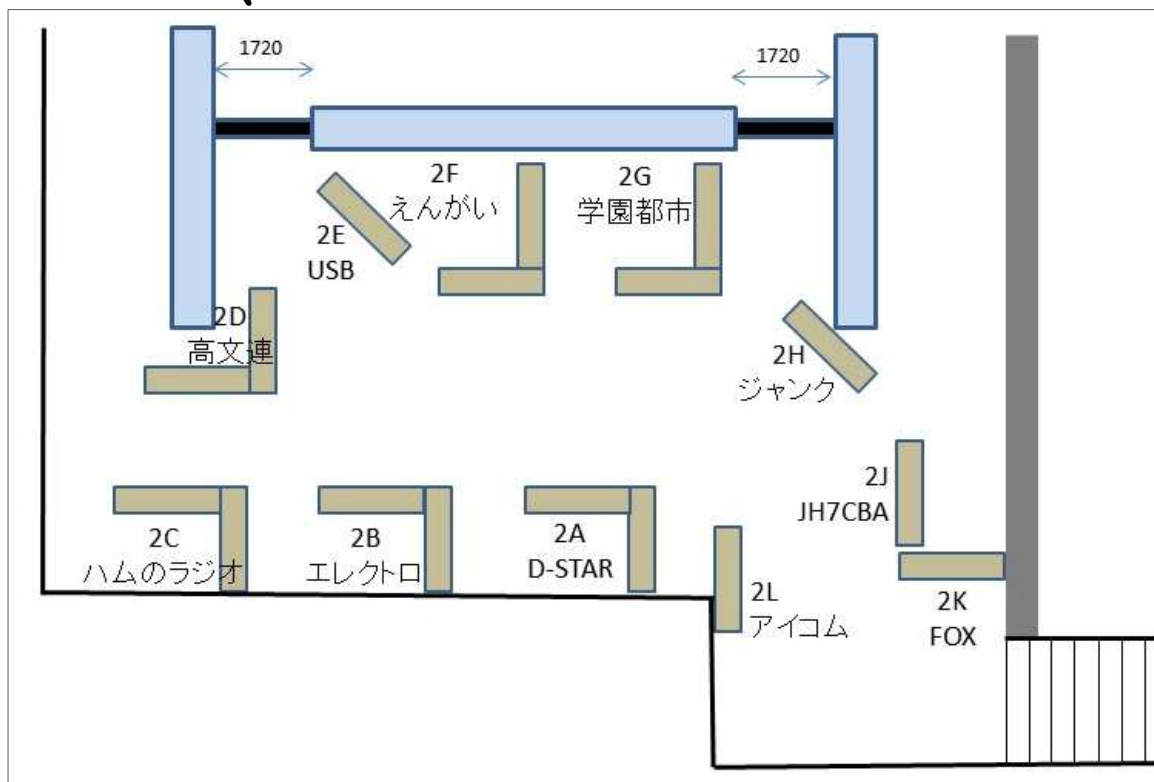 1720
1720
2F
えんがい
2G
学園都市
2E
USB
2D
高文連
2H
ジャンク
2J
JH7CBA
2C
ハムのラジオ
2B
エレクトロ
2A
D-STAR
2L
アイコム
2K
FOX